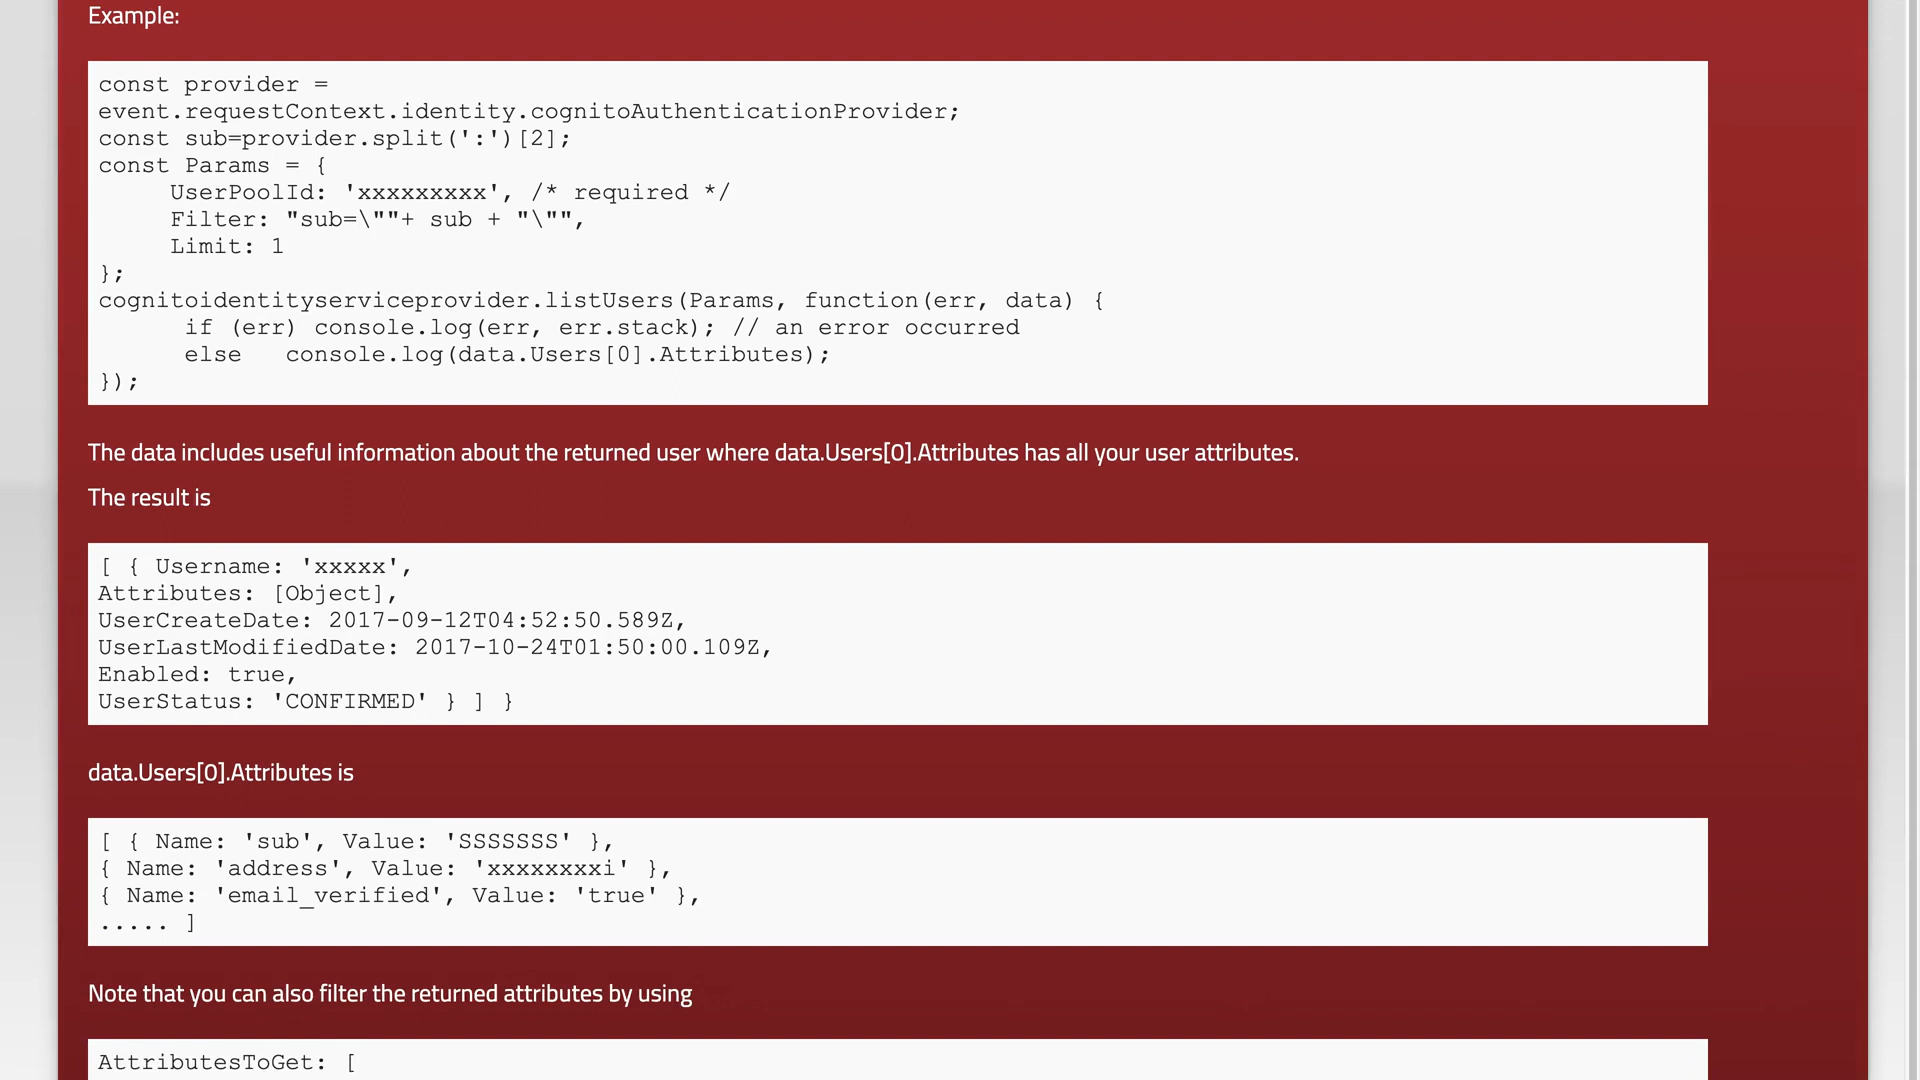 Example:
const provider =
event.requestContext.identity.cognitoAuthenticationProvider;
const sub=provider.split(':')[2];
const Params = {
     UserPoolId: 'xxxxxxxxx', /* required */
     Filter: "sub=\""+ sub + "\"",
     Limit: 1
};
cognitoidentityserviceprovider.listUsers(Params, function(err, data) {
      if (err) console.log(err, err.stack); // an error occurred
      else   console.log(data.Users[0].Attributes);
});
The data includes useful information about the returned user where data.Users[0].Attributes has all your user attributes.
The result is
[ { Username: 'xxxxx',
Attributes: [Object],
UserCreateDate: 2017-09-12T04:52:50.589Z,
UserLastModifiedDate: 2017-10-24T01:50:00.109Z,
Enabled: true,
UserStatus: 'CONFIRMED' } ] }
data.Users[0].Attributes is
[ { Name: 'sub', Value: 'SSSSSSS' },
{ Name: 'address', Value: 'xxxxxxxxi' },
{ Name: 'email_verified', Value: 'true' },
..... ]
Note that you can also filter the returned attributes by using
AttributesToGet: [